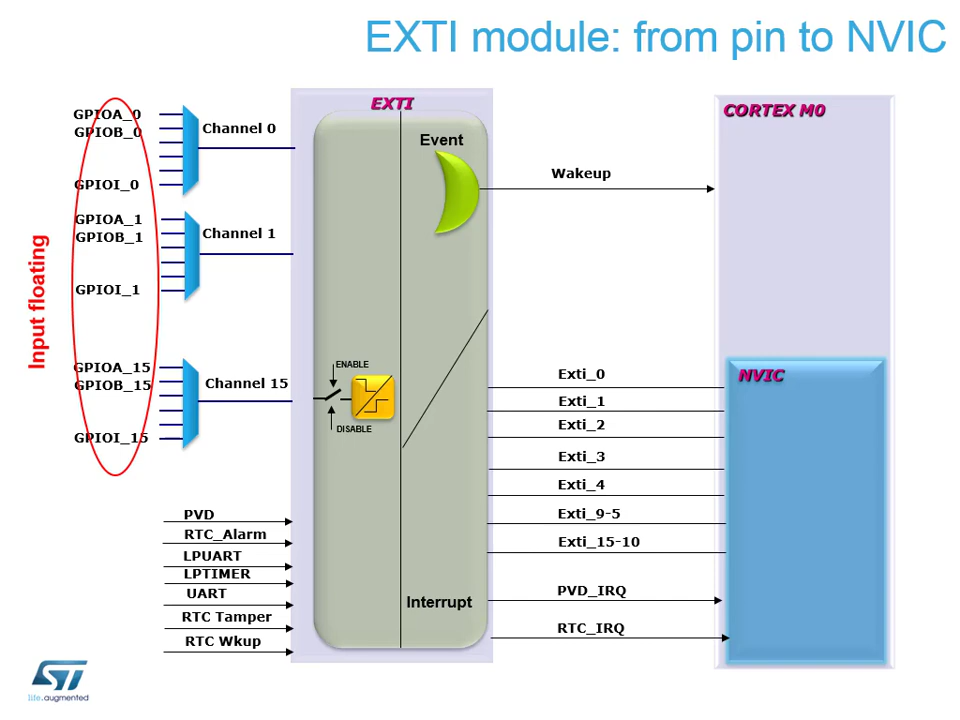 EXTI module: from pin to NVIC
Input floating
GPIOA_0
GPIOB_0
GPIOI_0
Channel 0
GPIOA_1
GPIOB_1
GPIOI_1
Channel 1
GPIOA_15
GPIOB_15
GPIOI_15
Channel 15
PVD
RTC_Alarm
LPUART
LPTIMER
UART
RTC Tamper
RTC Wkup
EXTI
Event
ENABLE
DISABLE
Interrupt
Wakeup
Exti_0
Exti_1
Exti_2
Exti_3
Exti_4
Exti_9-5
Exti_15-10
PVD_IRQ
RTC_IRQ
CORTEX M0
NVIC
ST
life.augmented